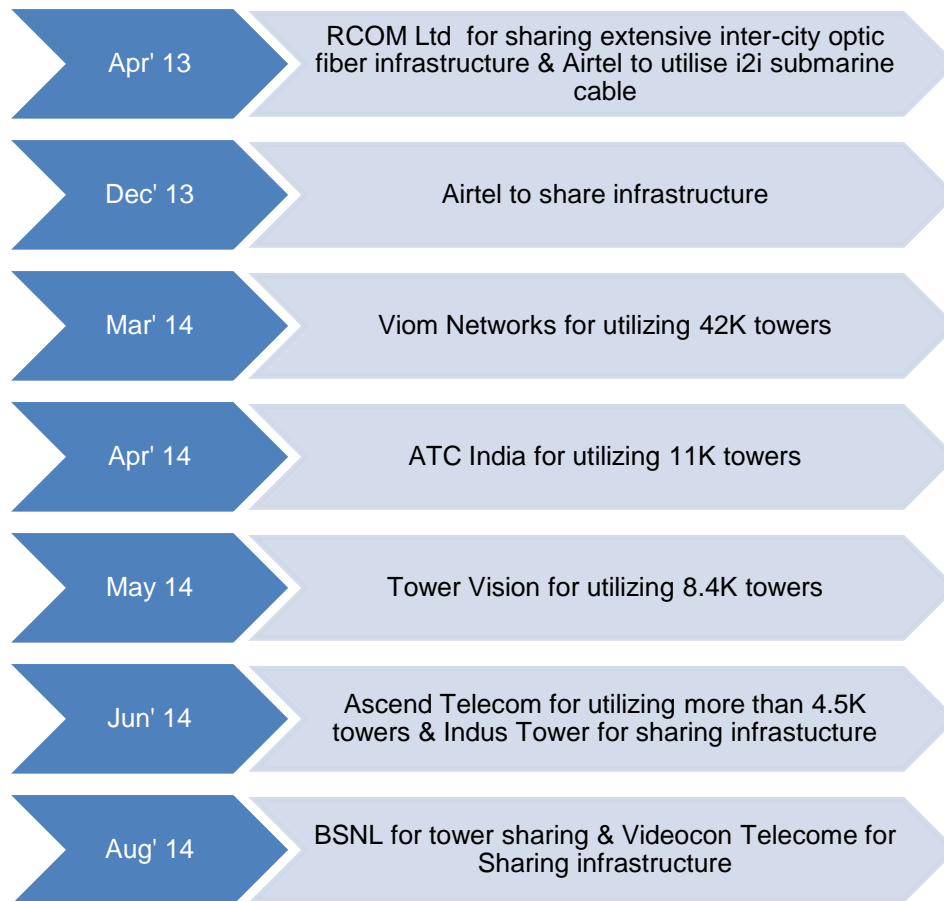 Apr' 13
RCOM Ltd  for sharing extensive inter-city optic
fiber infrastructure & Airtel to utilise i2i submarine
cable
Dec' 13
Airtel to share infrastructure
Mar' 14
Viom Networks for utilizing 42K towers
Apr' 14
ATC India for utilizing 11K towers
May 14
Tower Vision for utilizing 8.4K towers
Jun' 14
Ascend Telecom for utilizing more than 4.5K
towers & Indus Tower for sharing infrastucture
Aug' 14
BSNL for tower sharing & Videocon Telecome for
Sharing infrastructure